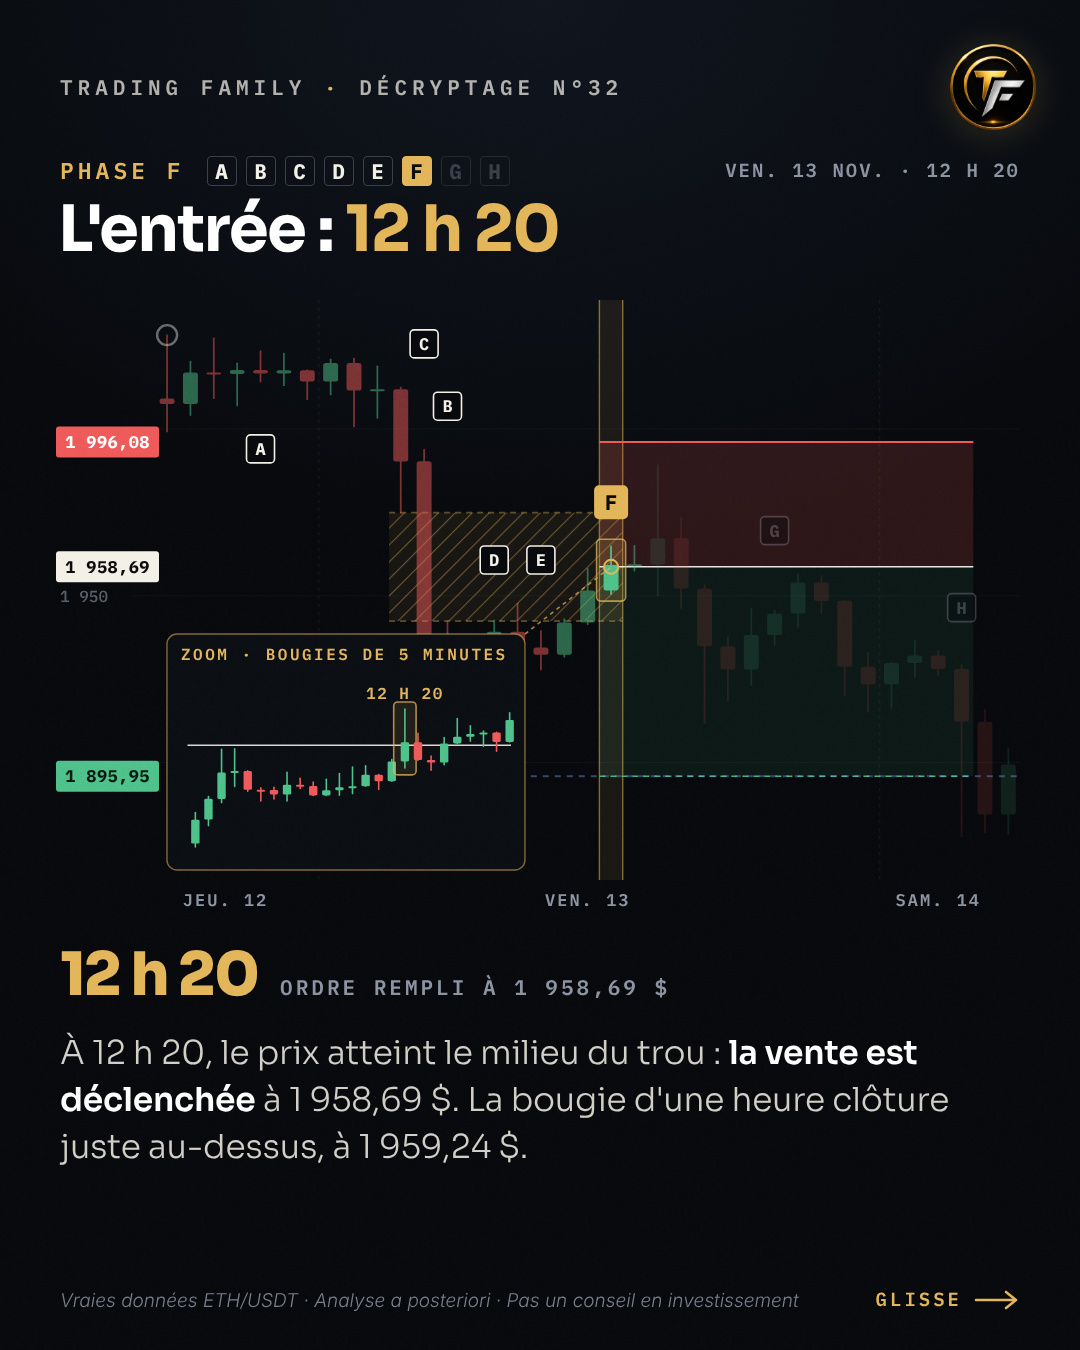 TRADING FAMILY · DÉCRYPTAGE N°32
TF
PHASE F A B C D E F G H
VEN. 13 NOV. · 12 H 20
L'entrée : 12 h 20
C
B
A
1 996,08
F
G
D E
1 958,69
1 950
H
ZOOM · BOUGIES DE 5 MINUTES
12 H 20
1 895,95
JEU. 12 VEN. 13 SAM. 14
12 h 20 ORDRE REMPLI À 1 958,69 $
À 12 h 20, le prix atteint le milieu du trou : la vente est
déclenchée à 1 958,69 $. La bougie d'une heure clôture
juste au-dessus, à 1 959,24 $.
Vraies données ETH/USDT · Analyse a posteriori · Pas un conseil en investissement
GLISSE →